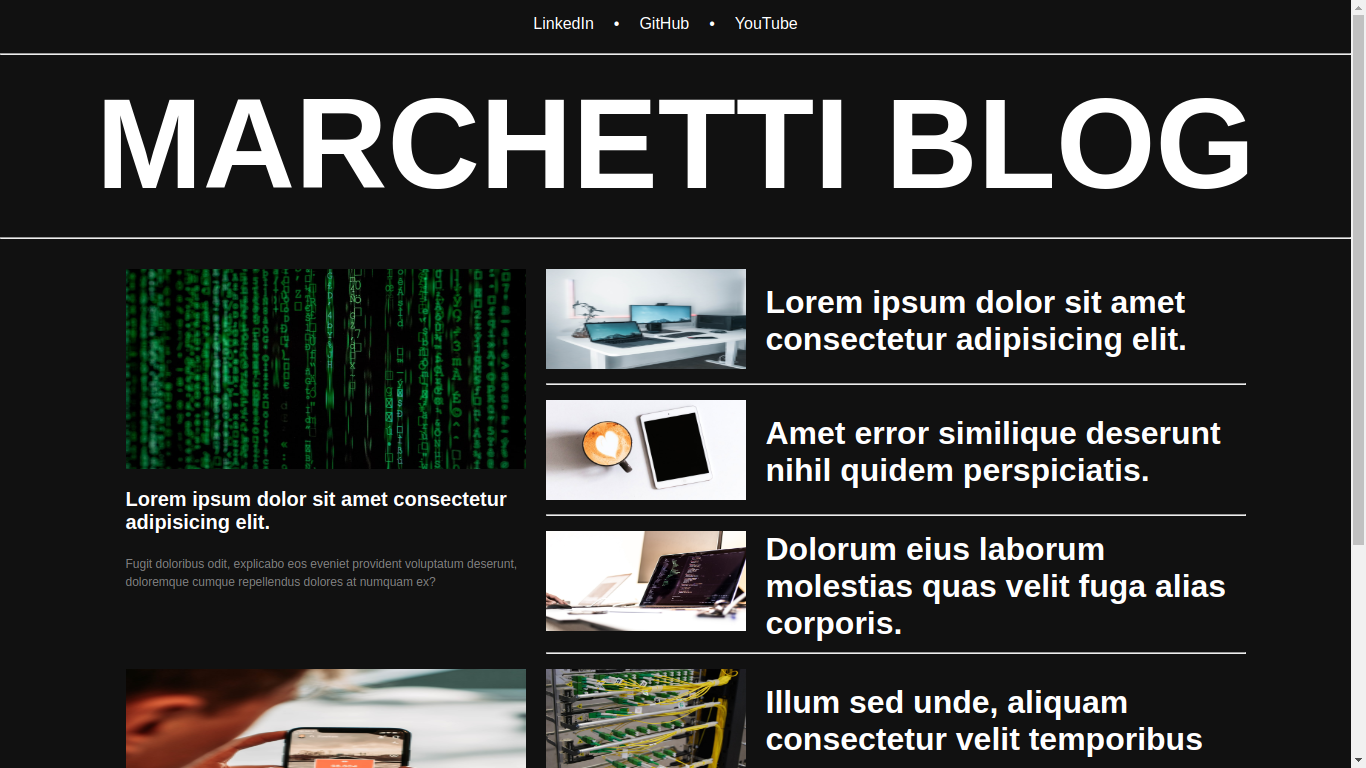 LinkedIn • GitHub • YouTube
MARCHETTI BLOG
Lorem ipsum dolor sit amet consectetur
adipisicing elit.
Fugit doloribus odit, explicabo eos eveniet provident voluptatum deserunt,
doloremque cumque repellendus dolores at numquam ex?
Lorem ipsum dolor sit amet
consectetur adipisicing elit.
Amet error similique deserunt
nihil quidem perspiciatis.
Dolorum eius laborum
molestias quas velit fuga alias
corporis.
Illum sed unde, aliquam
consectetur velit temporibus